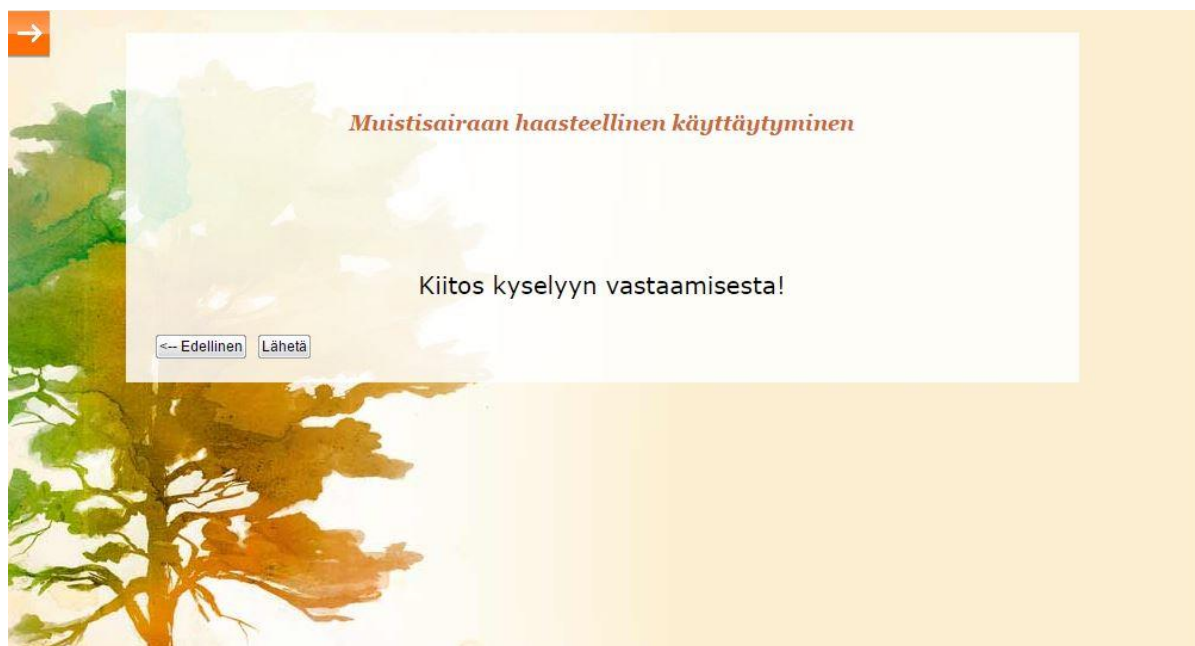 Muistisairaan haasteellinen käyttäytyminen
Kiitos kyselyyn vastaamisesta!
<-- Edellinen Lähetä